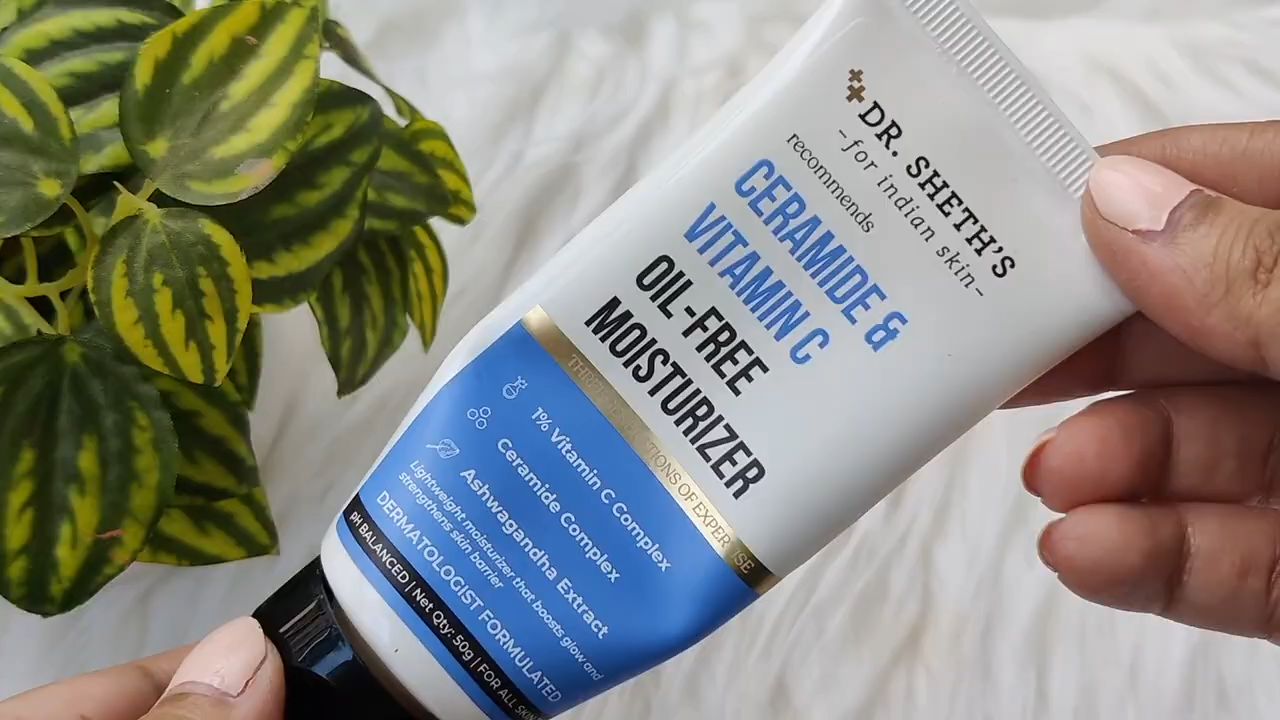 DR. SHETH'S
-for indian skin-
recommends
CERAMIDE &
VITAMIN C
OIL-FREE
MOISTURIZER
OF EXPERTISE
1% Vitamin C Complex
Ceramide Complex
Ashwagandha Extract
Lightweight moisturizer that boosts glow and
strengthens skin barrier
DERMATOLOGIST FORMULATED
pH BALANCED | Net Qty: 50g | FOR ALL SKIN